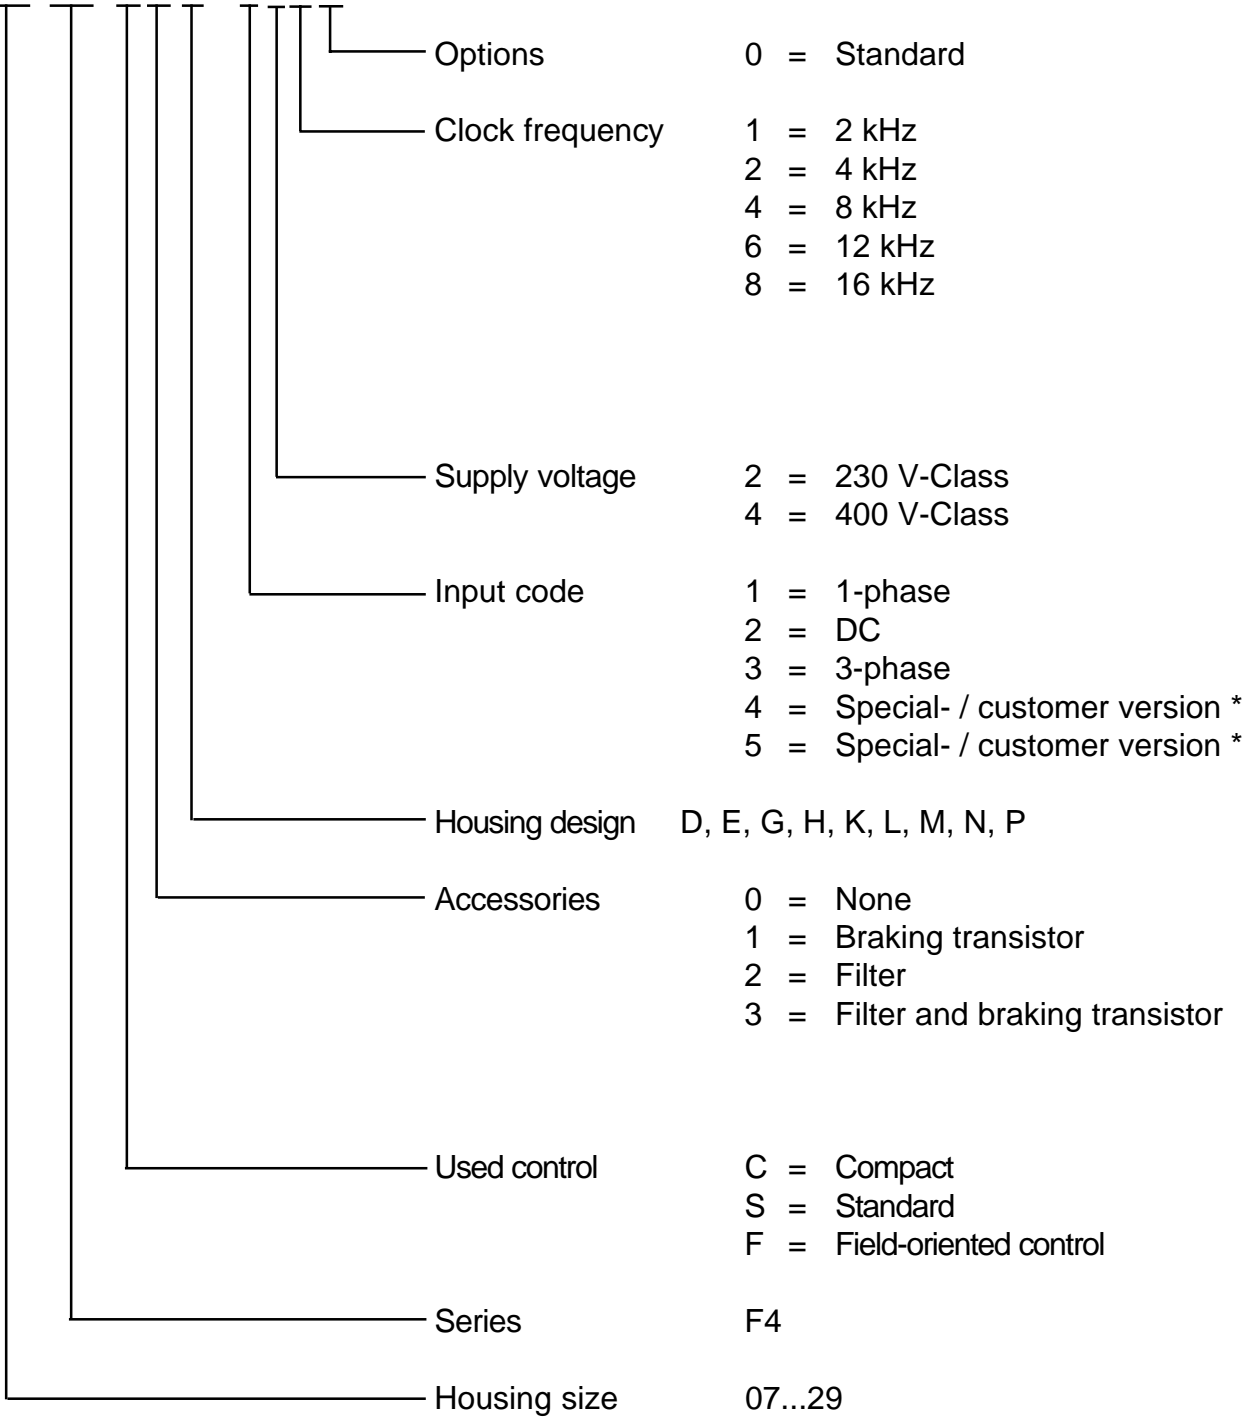 Options 0 = Standard
Clock frequency 1 = 2 kHz
2 = 4 kHz
4 = 8 kHz
6 = 12 kHz
8 = 16 kHz
Supply voltage 2 = 230 V-Class
4 = 400 V-Class
Input code 1 = 1-phase
2 = DC
3 = 3-phase
4 = Special- / customer version *
5 = Special- / customer version *
Housing design D, E, G, H, K, L, M, N, P
Accessories 0 = None
1 = Braking transistor
2 = Filter
3 = Filter and braking transistor
Used control C = Compact
S = Standard
F = Field-oriented control
Series F4
Housing size 07...29